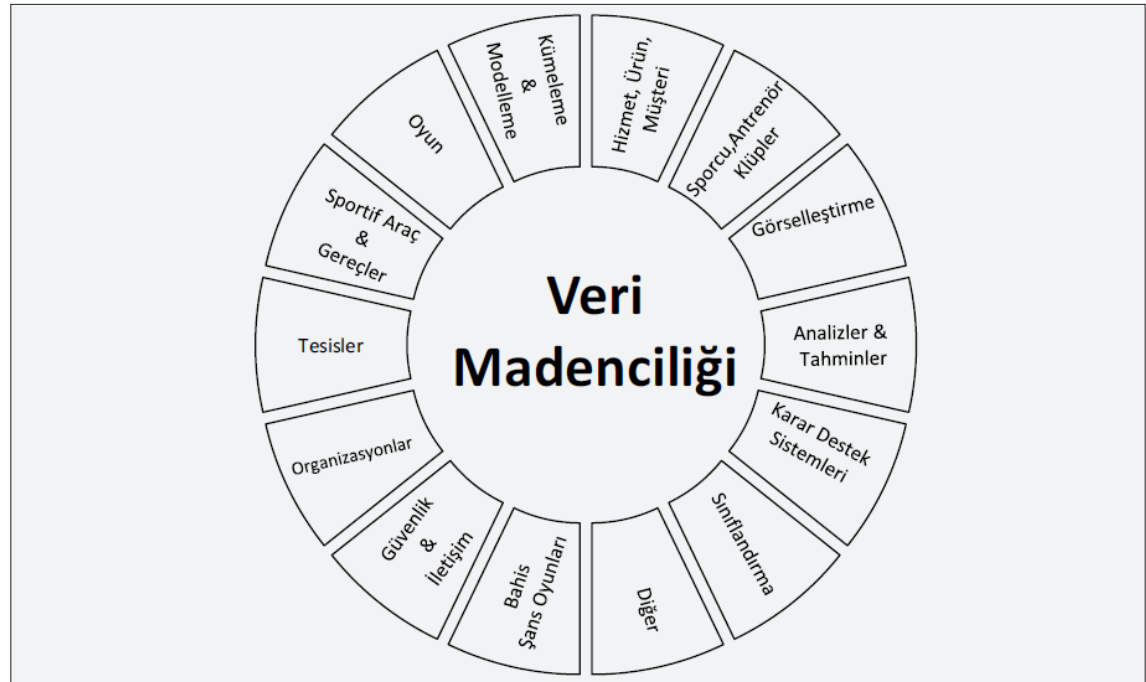 Veri
Madenciliği
Hizmet, Ürün,
Müşteri
Sporcu,Antrenör
Klüpler
Görselleştirme
Analizler &
Tahminler
Karar Destek
Sistemleri
Sınıflandırma
Diğer
Bahis
Şans Oyunları
Güvenlik
&
İletişim
Organizasyonlar
Tesisler
Sportif Araç
&
Gereçler
Oyun
Kümeleme
&
Modelleme